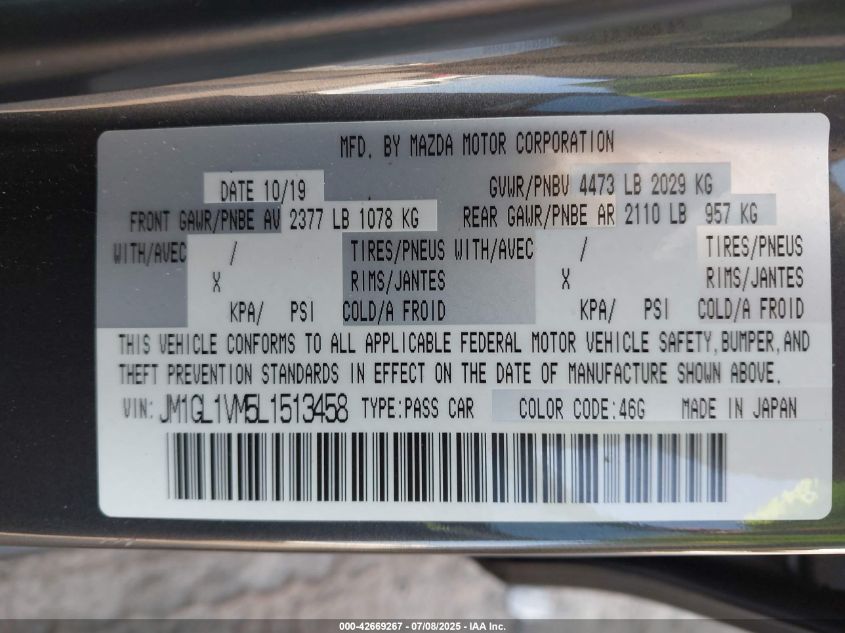 MFD. BY MAZDA MOTOR CORPORATION
DATE 10/19 GVWR/PNBV 4473 LB 2029 KG
FRONT GAWR/PNBE AV 2377 LB 1078 KG REAR GAWR/PNBE AR 2110 LB 957 KG
WITH/AVEC / TIRES/PNEUS WITH/AVEC / TIRES/PNEUS
X RIMS/JANTES X RIMS/JANTES
KPA/ PSI COLD/A FROID KPA/ PSI COLD/A FROID
THIS VEHICLE CONFORMS TO ALL APPLICABLE FEDERAL MOTOR VEHICLE SAFETY,BUMPER,AND
THEFT PREVENTION STANDARDS IN EFFECT ON THE DATE OF MANUFACTURE SHOWN ABOVE.
VIN: JM1GL1VM5L1513458 TYPE:PASS CAR COLOR CODE:46G MADE IN JAPAN
000-42669267 - 07/08/2025 - IAA Inc.